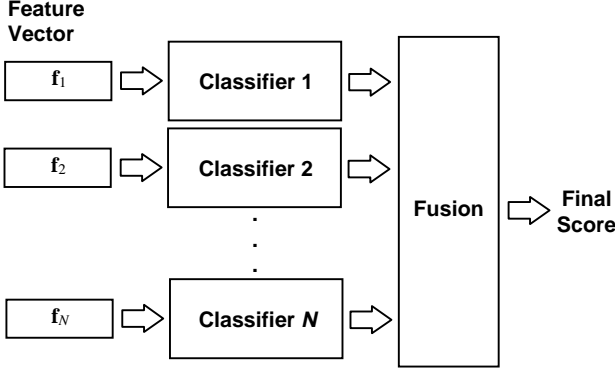 Feature
Vector
f1
Classifier 1
f2
Classifier 2
.
.
.
fN
Classifier N
Fusion
Final
Score